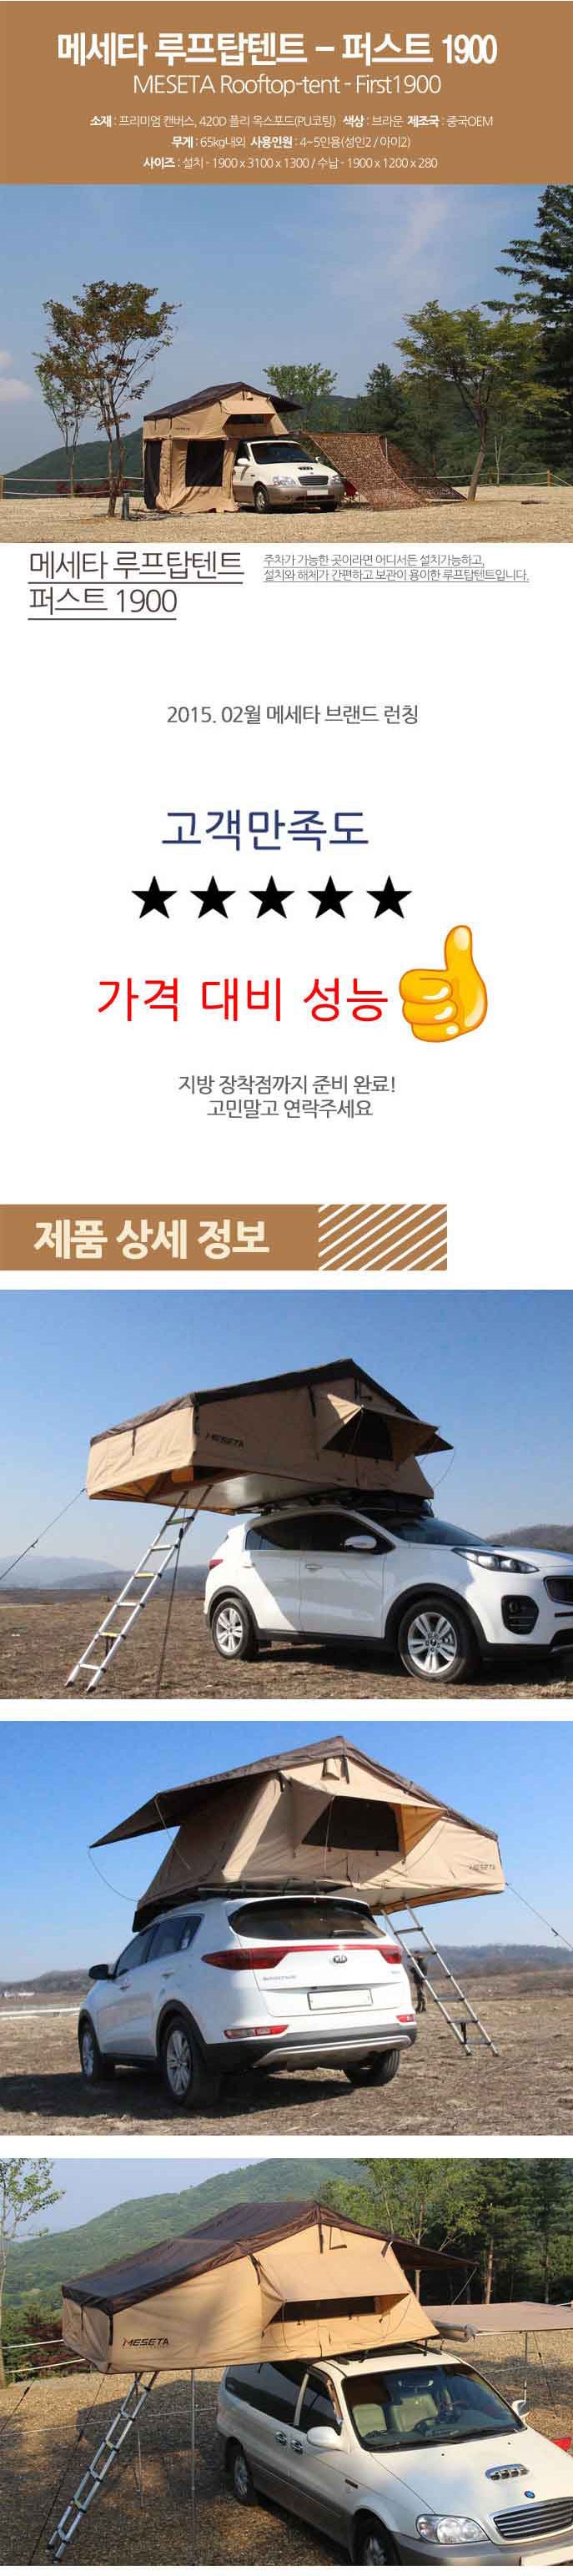 메세타 루프탑텐트 - 퍼스트 1900
MESETA Rooftop-tent - First1900
소재 : 프리미엄 캔버스, 420D 폴리 옥스포드(PU코팅) 색상 : 브라운 제조국 : 중국OEM
무게 : 65kg내외 사용인원 : 4~5인용(성인2 / 아이2)
사이즈 : 설치 - 1900 x 3100 x 1300 / 수납 - 1900 x 1200 x 280
메세타 루프탑텐트
퍼스트 1900
주차가 가능한 곳이라면 어디서든 설치가능하고,
설치와 해체가 간편하고 보관이 용이한 루프탑텐트입니다.
2015. 02월 메세타 브랜드 런칭
고객만족도
★★★★★
가격 대비 성능
지방 장착점까지 준비 완료!
고민말고 연락주세요
제품 상세 정보
MESETA
MESETA
KIA
MESETA